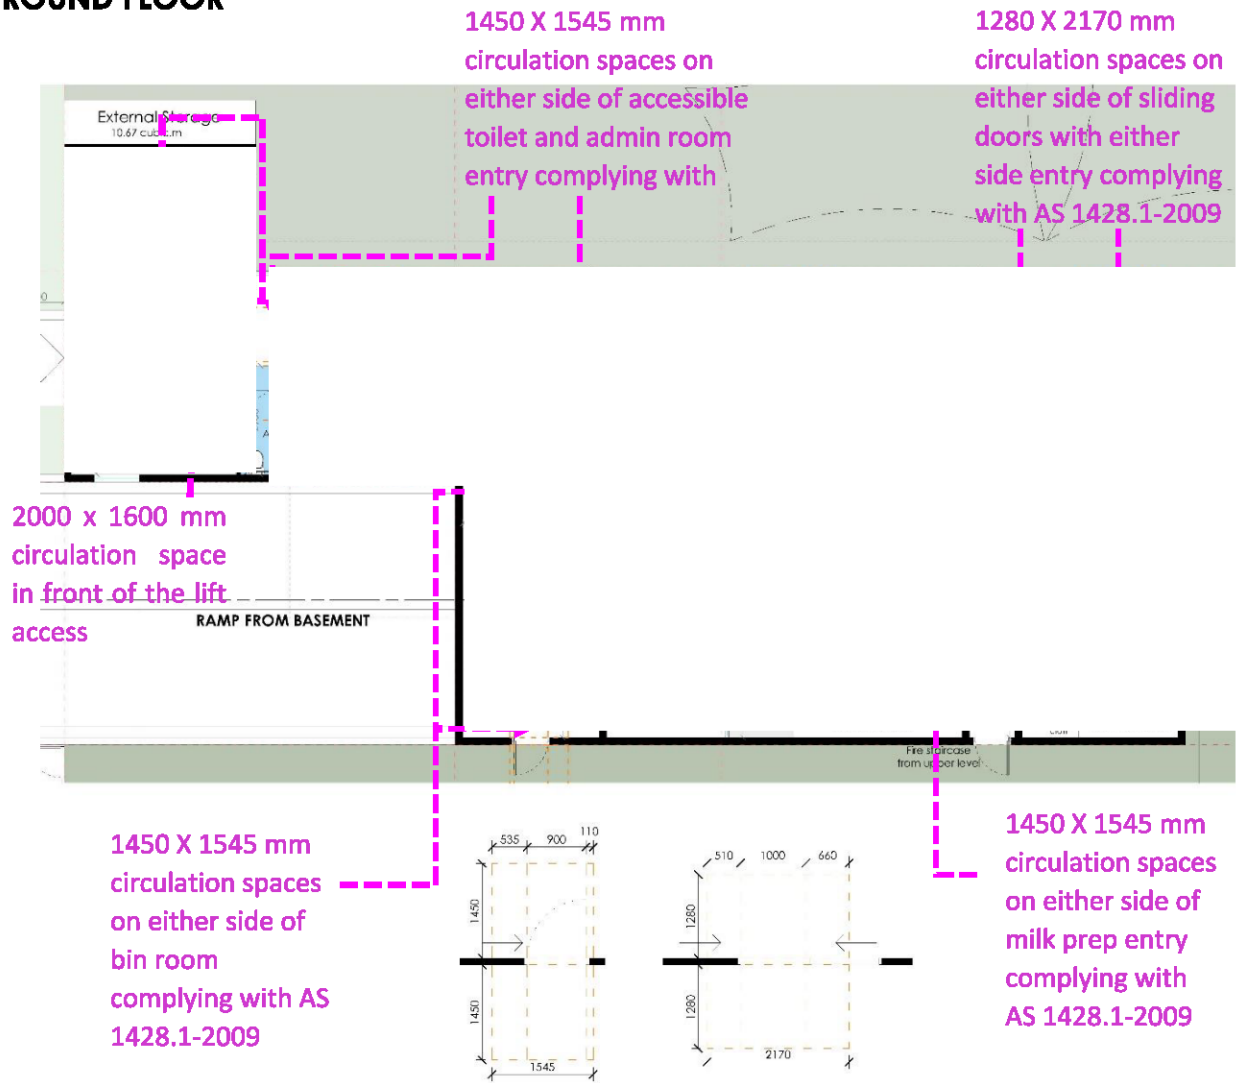 ROUND FLOOR
1450 X 1545 mm
circulation spaces on
either side of accessible
toilet and admin room
entry complying with
1280 X 2170 mm
circulation spaces on
either side of sliding
doors with either
side entry complying
with AS 1428.1-2009
External Storage
10.67 cubic.m
2000 x 1600 mm
circulation space
in front of the lift
access
RAMP FROM BASEMENT
Fire staircase
from upper level
1450 X 1545 mm
circulation spaces
on either side of
bin room
complying with AS
1428.1-2009
535 900 110
1450
1450
1545
510 1000 660
1280
1280
2170
1450 X 1545 mm
circulation spaces
on either side of
milk prep entry
complying with
AS 1428.1-2009